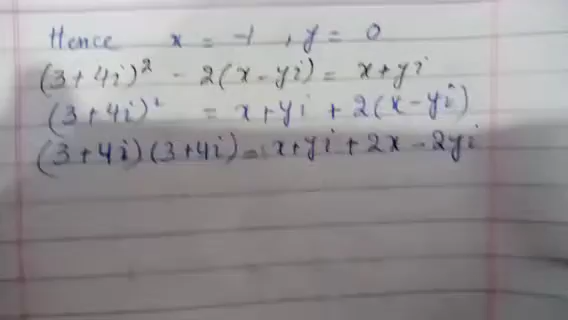 Hence x = -1 , y = 0
(3+4i)² - 2(x-yi) = x+yi
(3+4i)² = x+yi + 2(x-yi)
(3+4i)(3+4i) = x+yi + 2x - 2yi